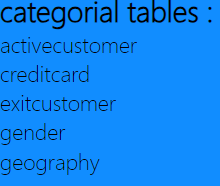 categorial tables :
activecustomer
creditcard
exitcustomer
gender
geography